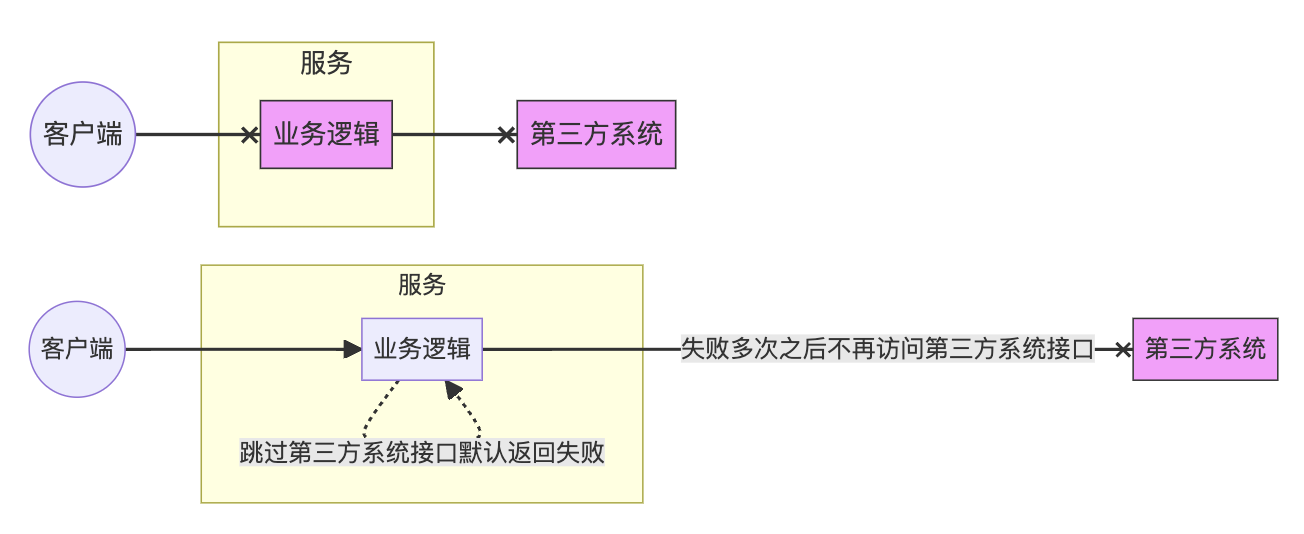 服务
客户端
业务逻辑
第三方系统
服务
客户端
业务逻辑
失败多次之后不再访问第三方系统接口
第三方系统
跳过第三方系统接口默认返回失败